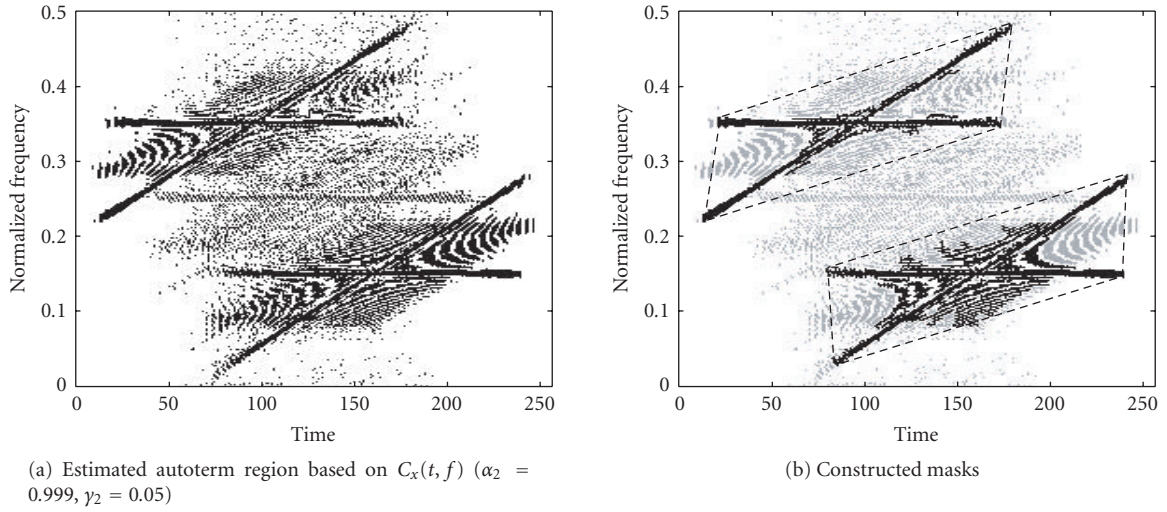 0.5
0.4
0.3
0.2
0.1
0
Normalized frequency
0 50 100 150 200 250
Time
(a) Estimated autoterm region based on Cₓ(t, f) (α₂ =
0.999, γ₂ = 0.05)
0.5
0.4
0.3
0.2
0.1
0
Normalized frequency
0 50 100 150 200 250
Time
(b) Constructed masks